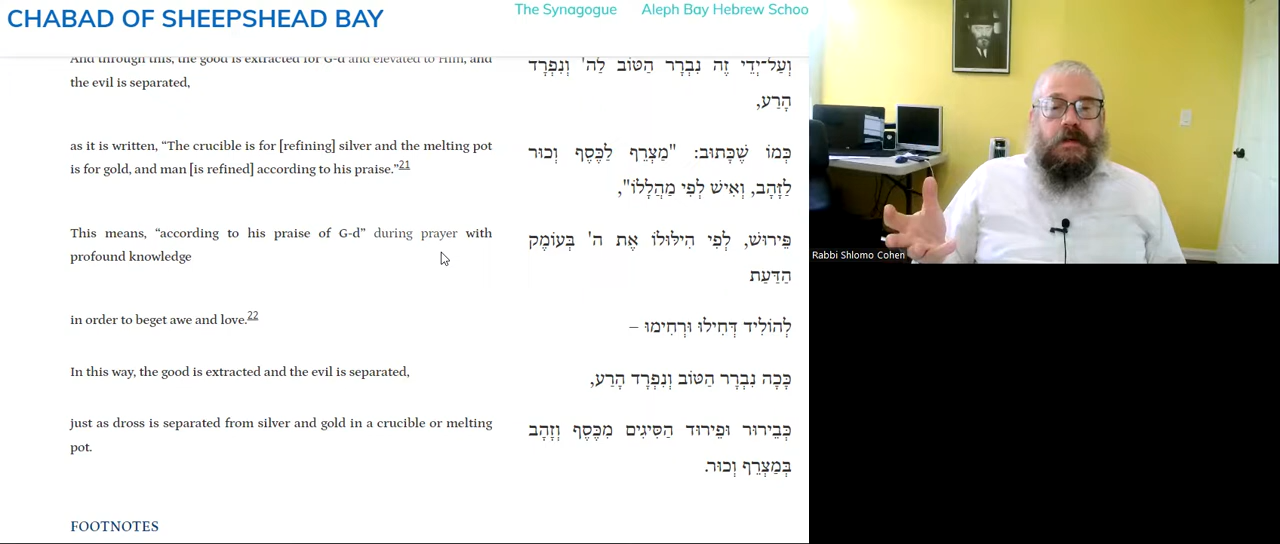 CHABAD OF SHEEPSHEAD BAY
The Synagogue Aleph Bay Hebrew Schoo
And through this, the good is extracted for G-d and elevated to Him, and
the evil is separated,
וְעַל־יְדֵי זֶה נִבְרָר הַטּוֹב לַה' וְנִפְרָד
הָרַע,
as it is written, “The crucible is for [refining] silver and the melting pot
is for gold, and man [is refined] according to his praise.”21
כְּמוֹ שֶׁכָּתוּב: "מַצְרֵף לַכֶּסֶף וְכוּר
לַזָּהָב, וְאִישׁ לְפִי מַהֲלָלוֹ",
This means, “according to his praise of G-d” during prayer with
profound knowledge
פֵּירוּשׁ, לְפִי הִילּוּלוֹ אֶת ה' בְּעוֹמֶק
הַדַּעַת
in order to beget awe and love.22
לְהוֹלִיד דְּחִילוּ וּרְחִימוּ –
In this way, the good is extracted and the evil is separated,
כָּכָה נִבְרָר הַטּוֹב וְנִפְרָד הָרַע,
just as dross is separated from silver and gold in a crucible or melting
pot.
כְּבֵירוּר וּפֵירוּד הַסִּיגִים מִכֶּסֶף וְזָהָב
בְּמַצְרֵף וְכוּר.
FOOTNOTES
Rabbi Shlomo Cohen